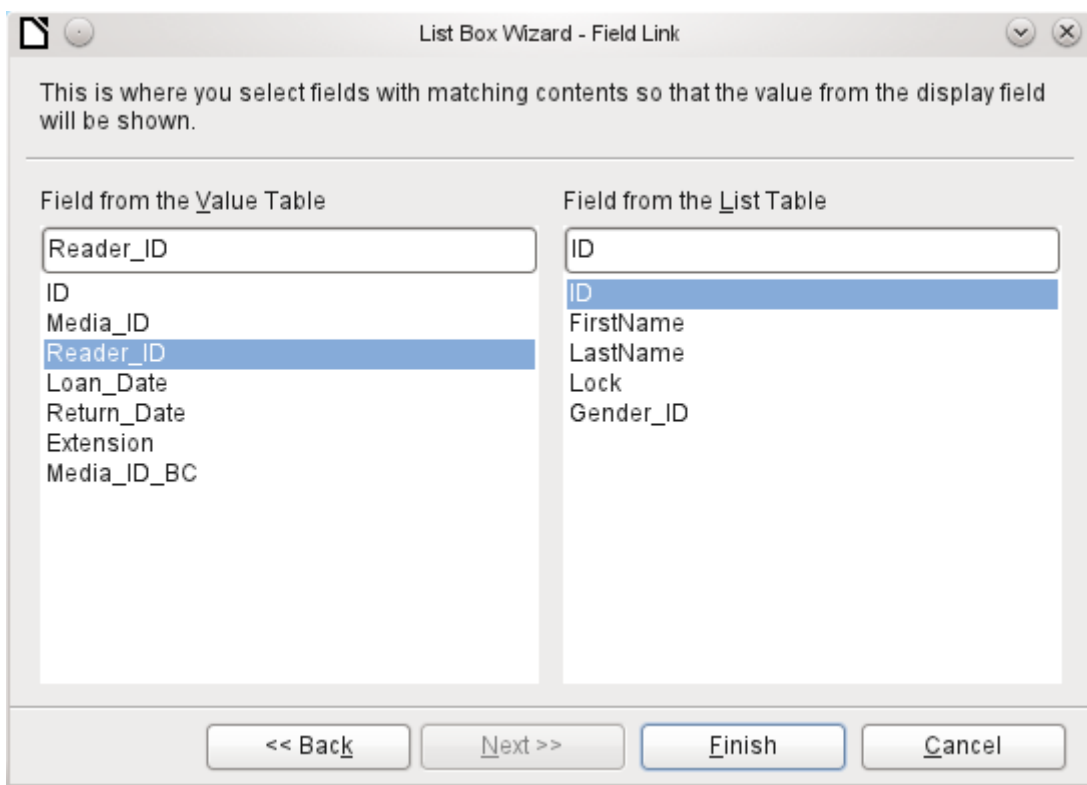 List Box Wizard - Field Link
This is where you select fields with matching contents so that the value from the display field
will be shown.
Field from the Value Table
Reader_ID
ID
Media_ID
Reader_ID
Loan_Date
Return_Date
Extension
Media_ID_BC
Field from the List Table
ID
ID
FirstName
LastName
Lock
Gender_ID
<< Back
Next >>
Finish
Cancel